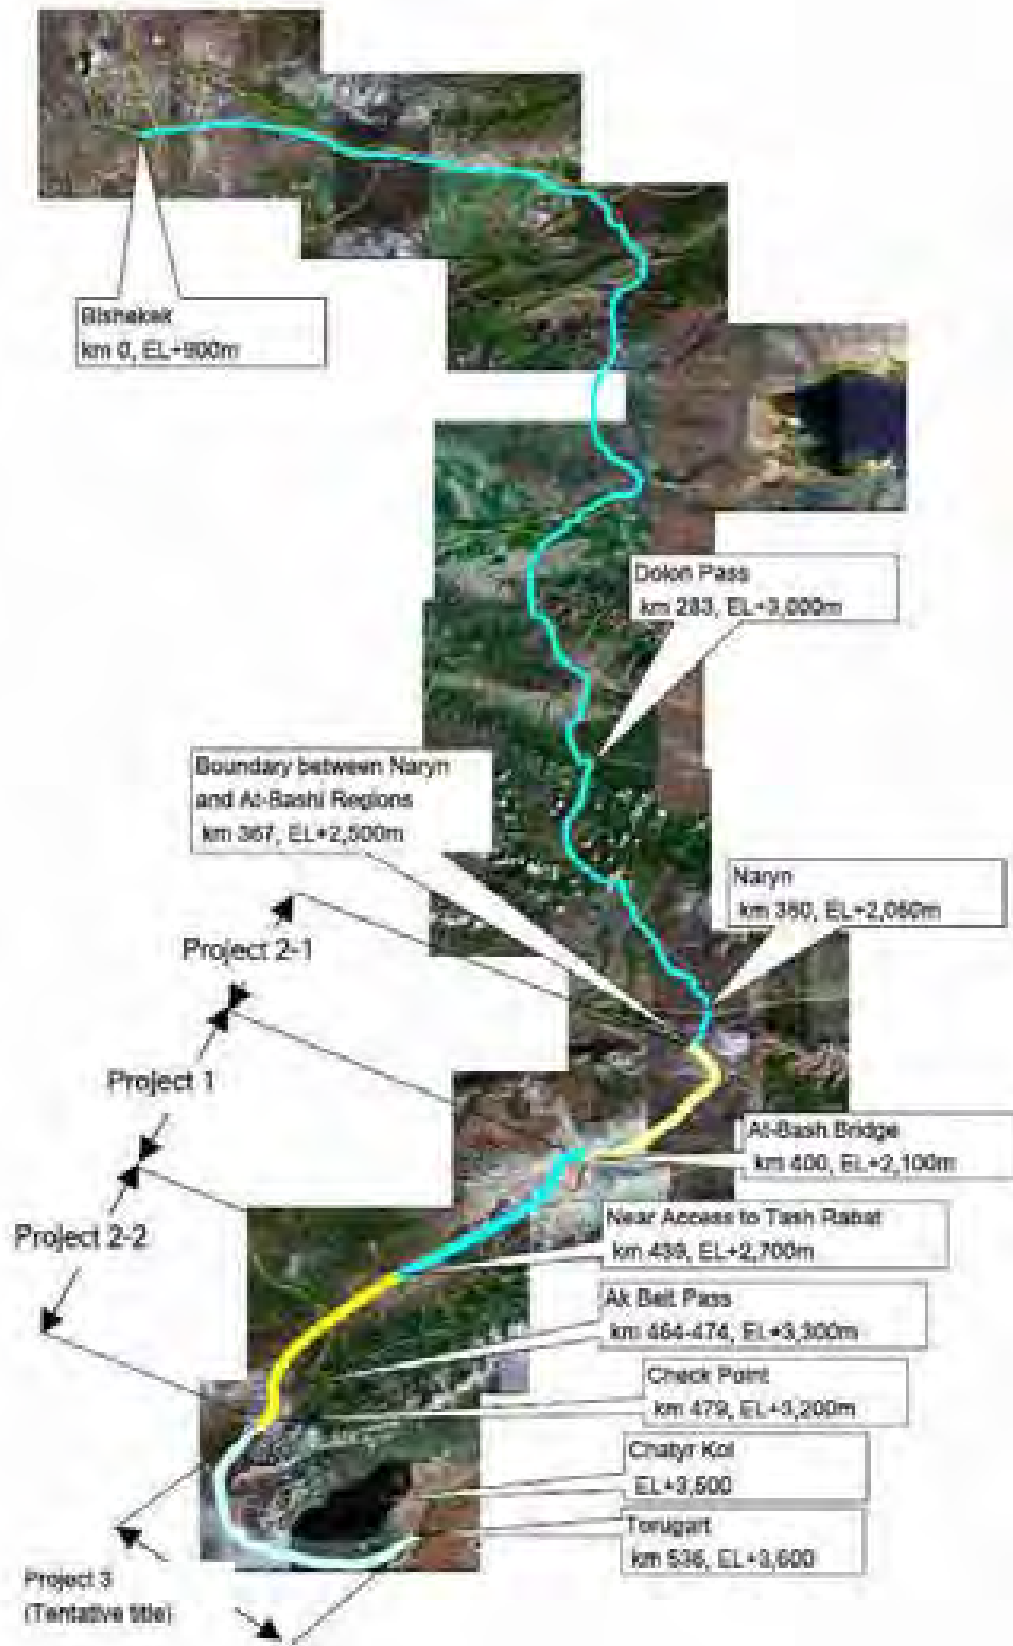 Bishekek
km 0, EL+900m
Dolon Pass
km 283, EL+3,000m
Boundary between Naryn
and At-Bashi Regions
km 367, EL+2,500m
Naryn
km 360, EL+2,060m
Project 2-1
Project 1
At-Bash Bridge
km 400, EL+2,100m
Project 2-2
Near Access to Tash Rabat
km 439, EL+2,700m
Ak Beit Pass
km 464-474, EL+3,300m
Check Point
km 479, EL+3,200m
Chatyr Kol
EL+3,500
Torugart
km 536, EL+3,600
Project 3
(Tentative title)